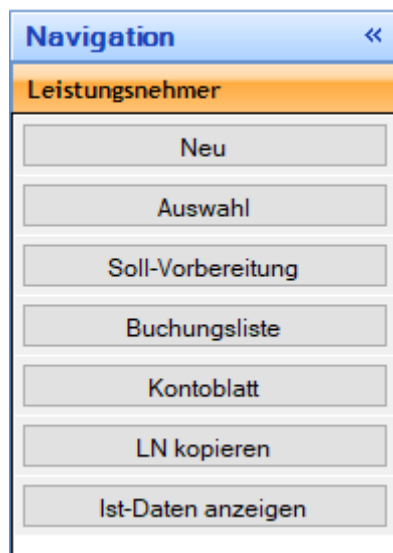 Navigation «
Leistungsnehmer
Neu
Auswahl
Soll-Vorbereitung
Buchungsliste
Kontoblatt
LN kopieren
Ist-Daten anzeigen